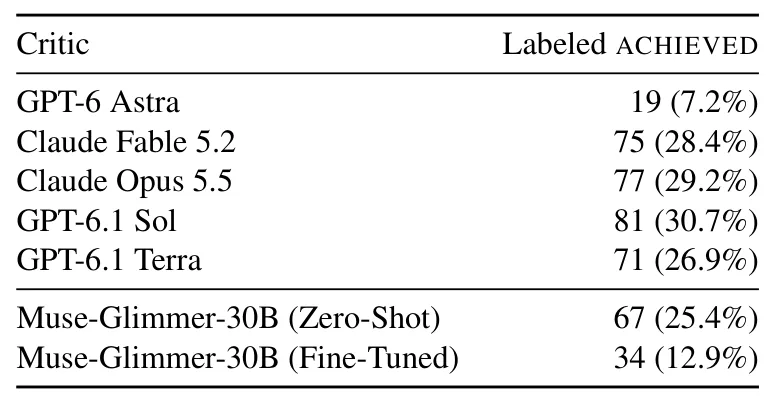 Critic Labeled ACHIEVED
GPT-6 Astra 19 (7.2%)
Claude Fable 5.2 75 (28.4%)
Claude Opus 5.5 77 (29.2%)
GPT-6.1 Sol 81 (30.7%)
GPT-6.1 Terra 71 (26.9%)
Muse-Glimmer-30B (Zero-Shot) 67 (25.4%)
Muse-Glimmer-30B (Fine-Tuned) 34 (12.9%)